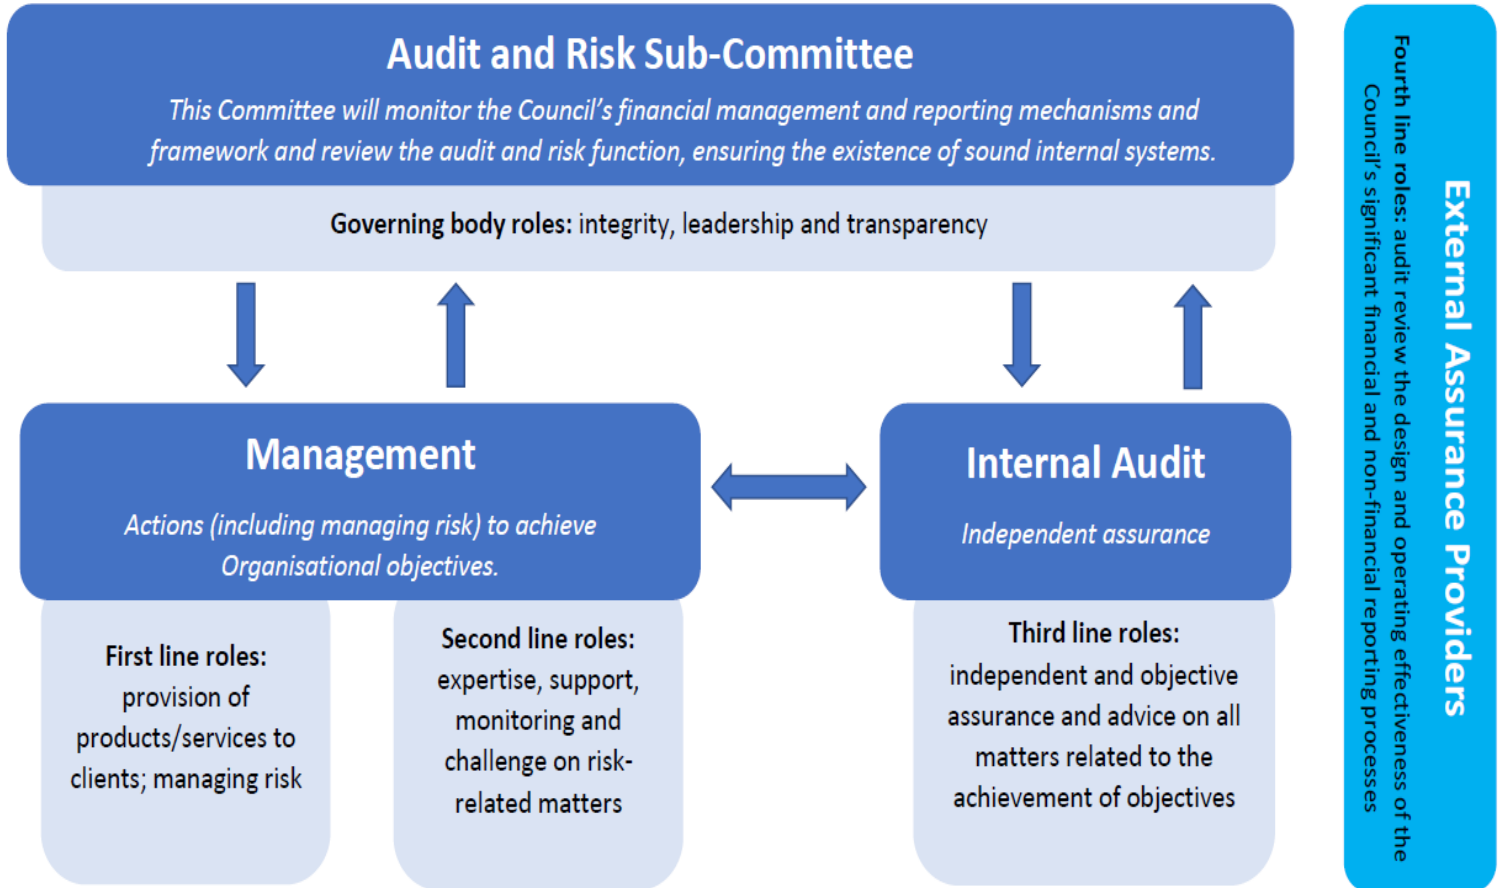 Audit and Risk Sub-Committee
This Committee will monitor the Council's financial management and reporting mechanisms and
framework and review the audit and risk function, ensuring the existence of sound internal systems.
Governing body roles: integrity, leadership and transparency
Management
Actions (including managing risk) to achieve
Organisational objectives.
First line roles:
provision of
products/services to
clients; managing risk
Second line roles:
expertise, support,
monitoring and
challenge on risk-
related matters
Internal Audit
Independent assurance
Third line roles:
independent and objective
assurance and advice on all
matters related to the
achievement of objectives
External Assurance Providers
Fourth line roles: audit review the design and operating effectiveness of the
Council's significant financial and non-financial reporting processes